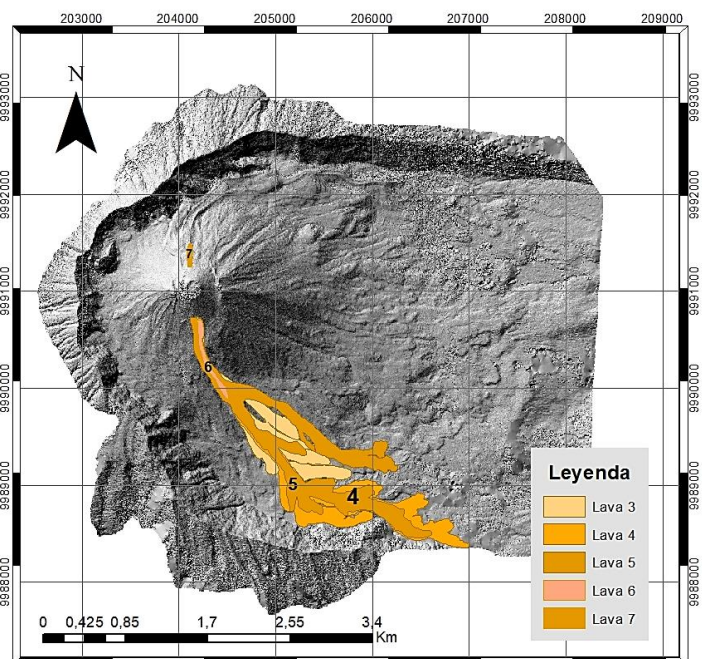 203000 204000 205000 206000 207000 208000 209000
N
9993000 9993000
9992000 9992000
7
9991000 9991000
6
9990000 9990000
5 4
9989000 9989000
9988000 9988000
Leyenda
Lava 3
Lava 4
Lava 5
Lava 6
Lava 7
0 0,425 0,85 1,7 2,55 3,4
Km